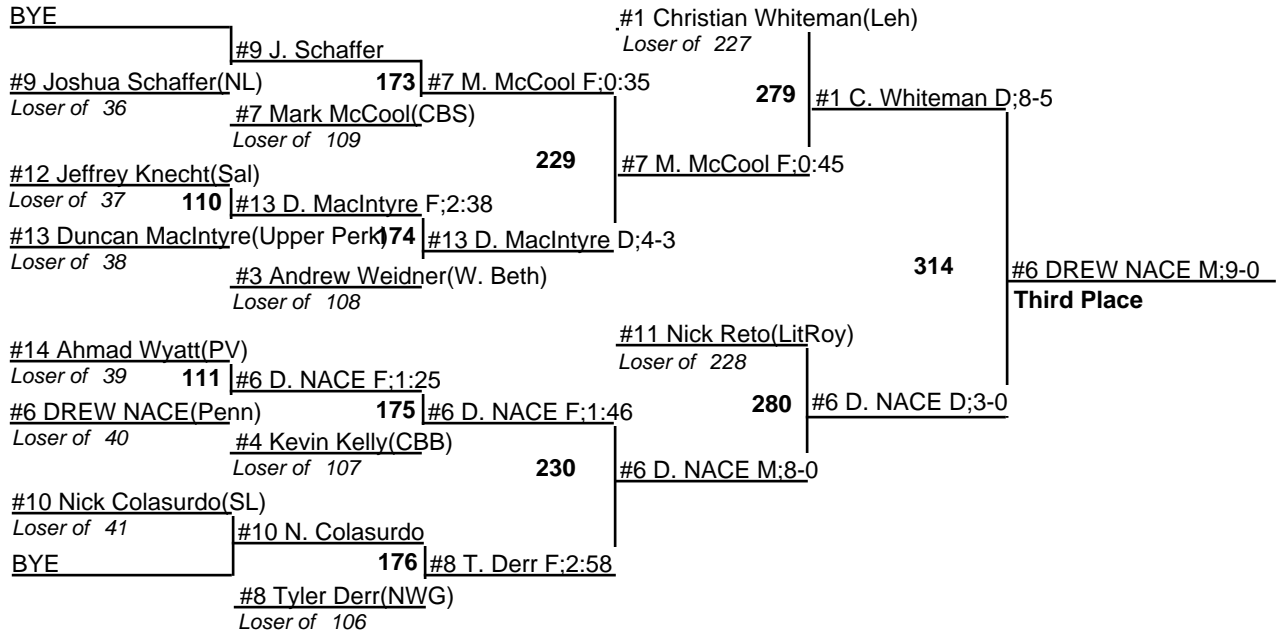 BYE
#9 J. Schaffer
#9 Joshua Schaffer(NL)
Loser of 36
173
#7 M. McCool F;0:35
#7 Mark McCool(CBS)
Loser of 109
229
#12 Jeffrey Knecht(Sal)
Loser of 37
110
#13 D. MacIntyre F;2:38
#13 Duncan MacIntyre(Upper Perk)
Loser of 38
174
#13 D. MacIntyre D;4-3
#3 Andrew Weidner(W. Beth)
Loser of 108
#1 Christian Whiteman(Leh)
Loser of 227
279
#1 C. Whiteman D;8-5
#7 M. McCool F;0:45
314
#6 DREW NACE M;9-0
Third Place
#14 Ahmad Wyatt(PV)
Loser of 39
111
#6 D. NACE F;1:25
#6 DREW NACE(Penn)
Loser of 40
175
#6 D. NACE F;1:46
#4 Kevin Kelly(CBB)
Loser of 107
230
#10 Nick Colasurdo(SL)
Loser of 41
#10 N. Colasurdo
BYE
176
#8 T. Derr F;2:58
#8 Tyler Derr(NWG)
Loser of 106
#11 Nick Reto(LitRoy)
Loser of 228
280
#6 D. NACE D;3-0
#6 D. NACE M;8-0